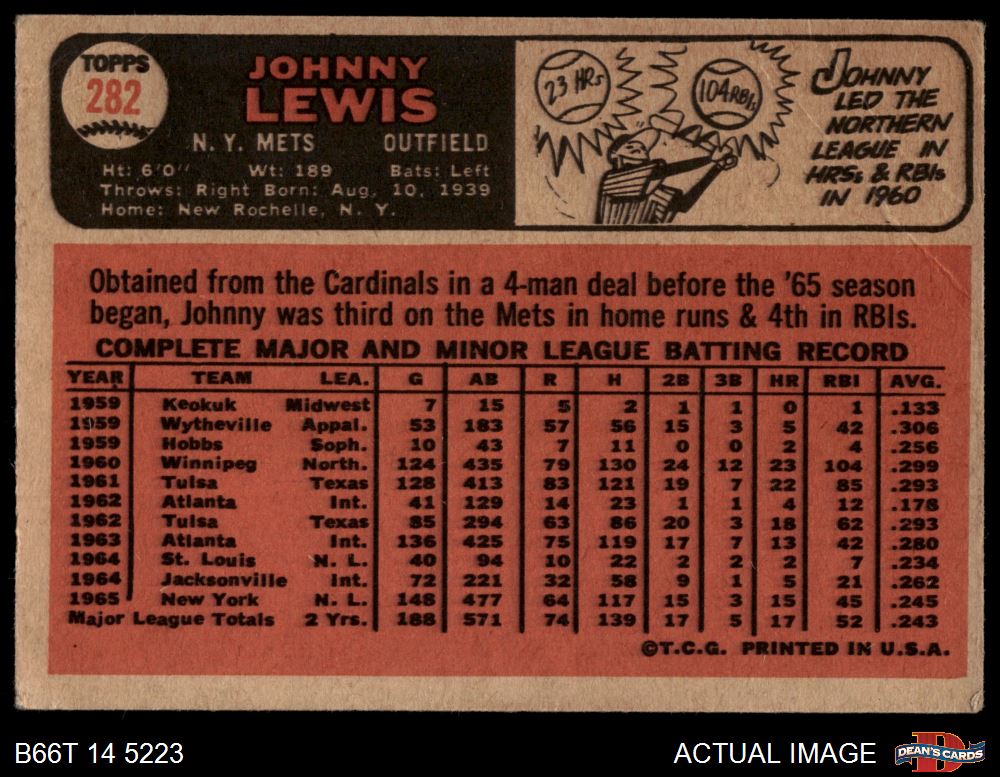 TOPPS
282
JOHNNY
LEWIS
N. Y. METS OUTFIELD
Ht: 6'0" Wt: 189 Bats: Left
Throws: Right Born: Aug. 10, 1939
Home: New Rochelle, N. Y.
23 HRs
104 RBIs
JOHNNY
LED THE
NORTHERN
LEAGUE IN
HRSs & RBIs
IN 1960
Obtained from the Cardinals in a 4-man deal before the '65 season
began, Johnny was third on the Mets in home runs & 4th in RBIs.
COMPLETE MAJOR AND MINOR LEAGUE BATTING RECORD
YEAR TEAM LEA. G AB R H 2B 3B HR RBI AVG.
1959 Keokuk Midwest 7 15 5 2 1 1 0 1 .133
1959 Wytheville Appal. 53 183 57 56 15 3 5 42 .306
1959 Hobbs Soph. 10 43 7 11 0 0 2 4 .256
1960 Winnipeg North. 124 435 79 130 24 12 23 104 .299
1961 Tulsa Texas 128 413 83 121 19 7 22 85 .293
1962 Atlanta Int. 41 129 14 23 1 1 4 12 .178
1962 Tulsa Texas 85 294 63 86 20 3 18 62 .293
1963 Atlanta Int. 136 425 75 119 17 7 13 42 .280
1964 St. Louis N. L. 40 94 10 22 2 2 2 7 .234
1964 Jacksonville Int. 72 221 32 58 9 1 5 21 .262
1965 New York N. L. 148 477 64 117 15 3 15 45 .245
Major League Totals 2 Yrs. 188 571 74 139 17 5 17 52 .243
©T.C.G. PRINTED IN U.S.A.
B66T 14 5223 ACTUAL IMAGE
D
DEAN'S CARDS